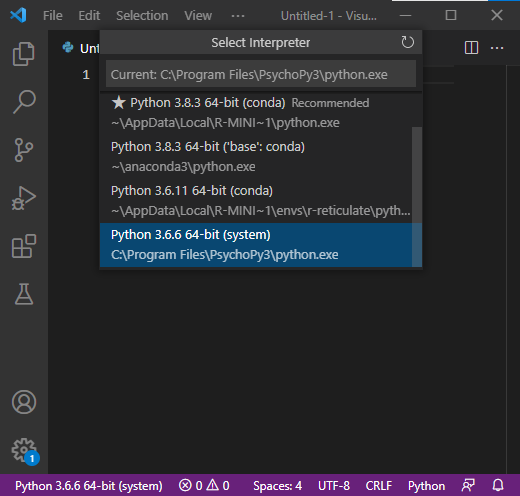 File Edit Selection ··· Untitled-1 - Visu...
Select Interpreter
Unt
Current: C:\Program Files\PsychoPy3\python.exe
1
★ Python 3.8.3 64-bit (conda) Recommended
~\AppData\Local\R-MINI~1\python.exe
Python 3.8.3 64-bit ('base': conda)
~\anaconda3\python.exe
Python 3.6.11 64-bit (conda)
~\AppData\Local\R-MINI~1\envs\r-reticulate\pyth...
Python 3.6.6 64-bit (system)
C:\Program Files\PsychoPy3\python.exe
1
Python 3.6.6 64-bit (system) 0 0 Spaces: 4 UTF-8 CRLF Python